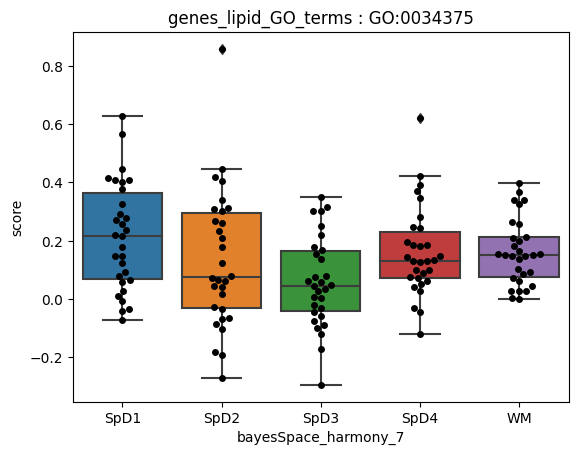 genes_lipid_GO_terms : GO:0034375
score
0.8
0.6
0.4
0.2
0.0
−0.2
SpD1 SpD2 SpD3 SpD4 WM
bayesSpace_harmony_7